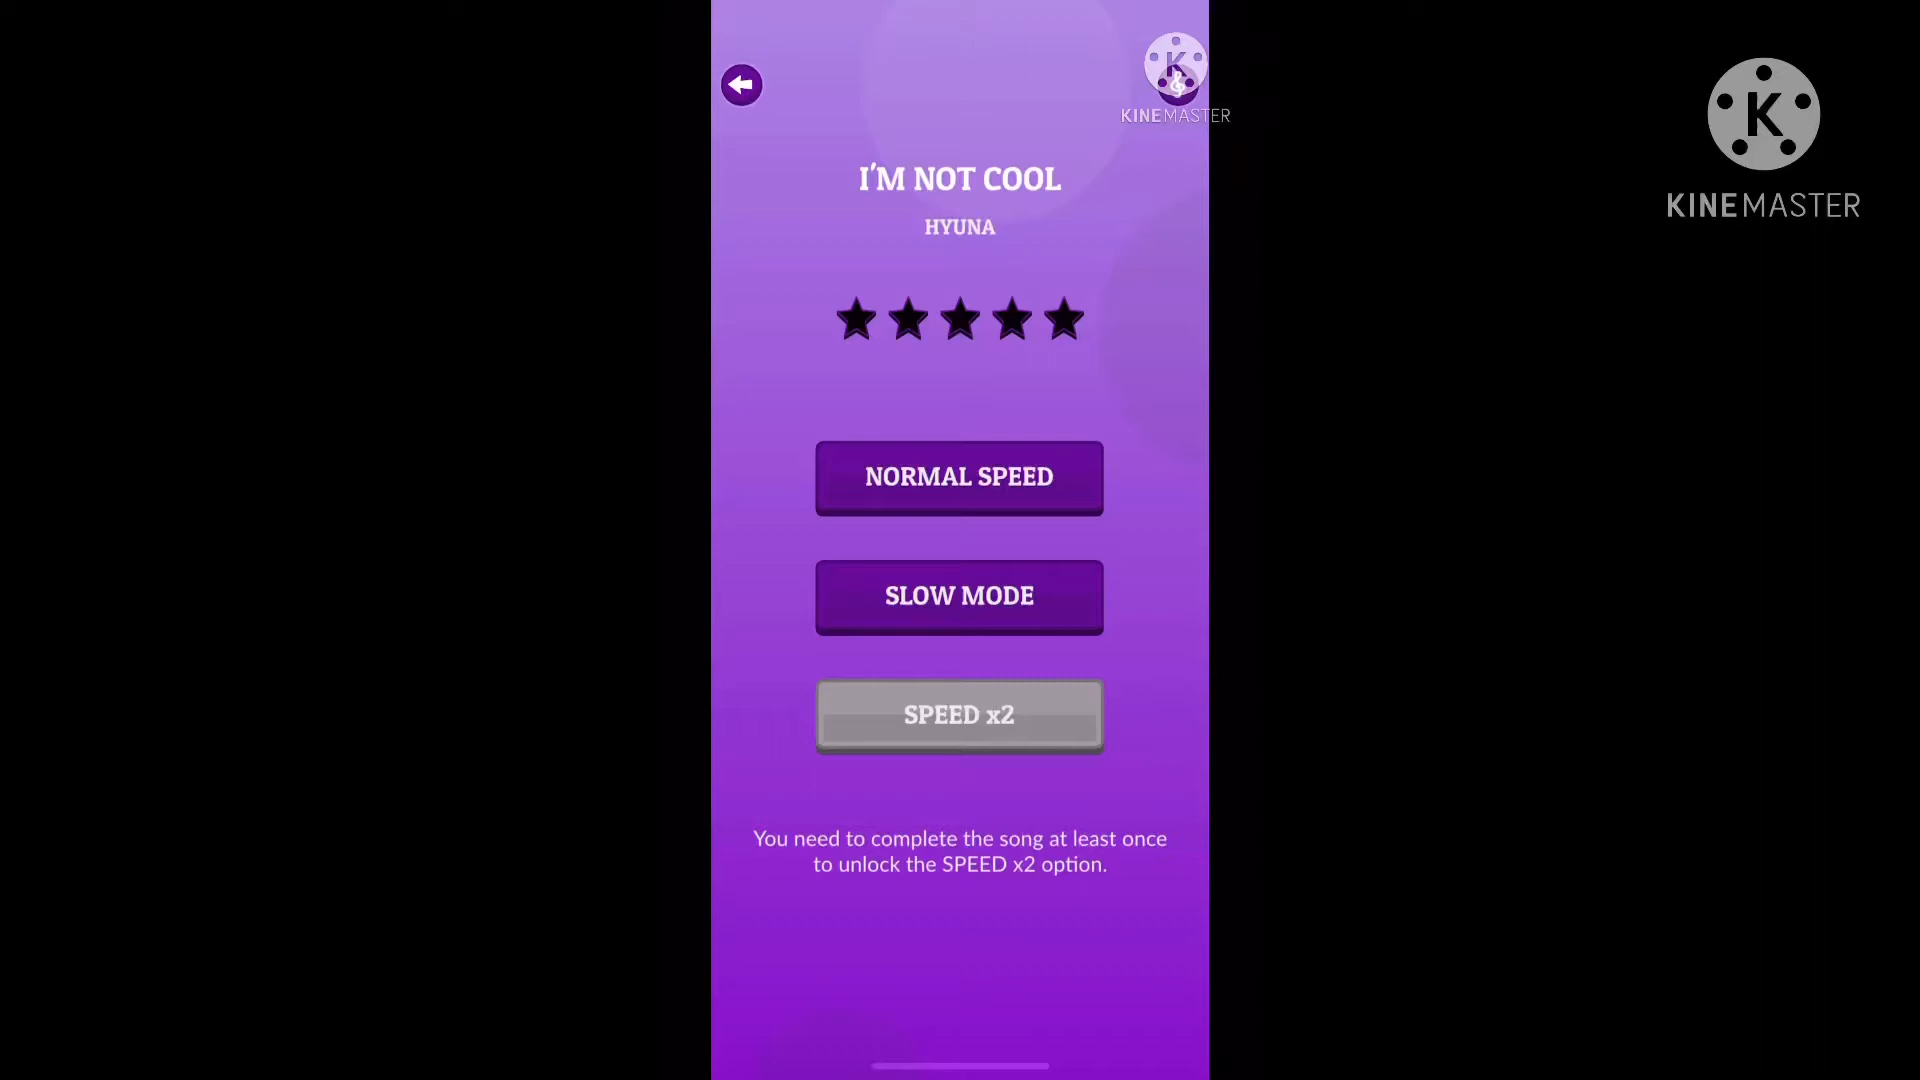 K
KINEMASTER
K
KINEMASTER
I'M NOT COOL
HYUNA
NORMAL SPEED
SLOW MODE
SPEED x2
You need to complete the song at least once
to unlock the SPEED x2 option.